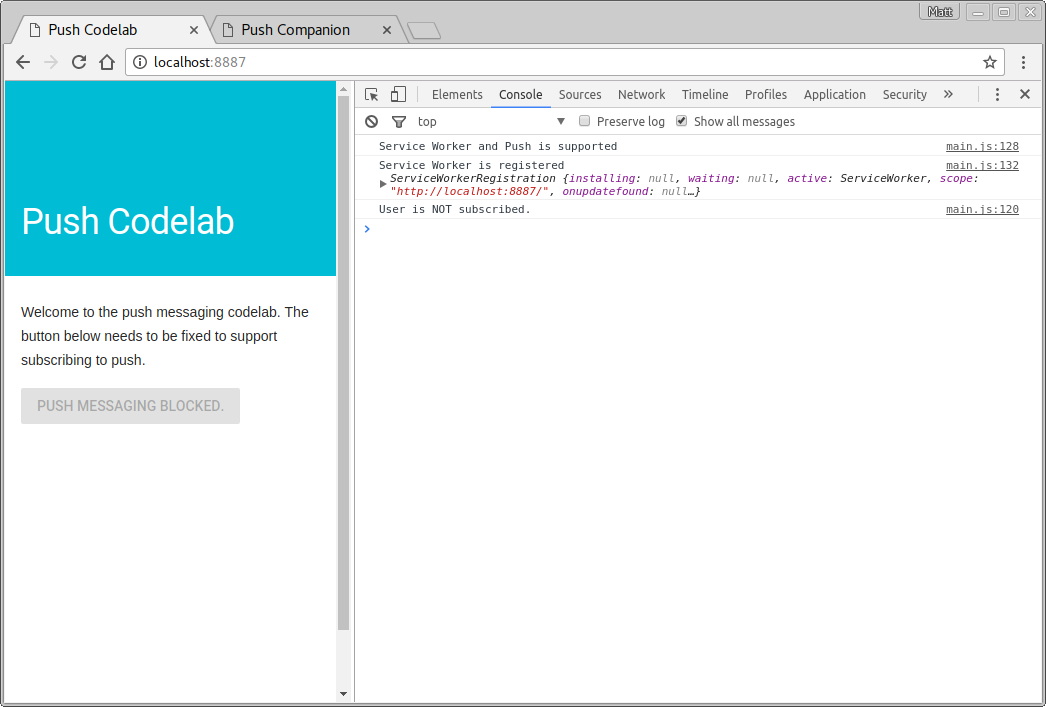 Matt
Push Codelab
Push Companion
localhost:8887
Push Codelab
Welcome to the push messaging codelab. The
button below needs to be fixed to support
subscribing to push.
PUSH MESSAGING BLOCKED.
Elements Console Sources Network Timeline Profiles Application Security »
top Preserve log Show all messages
Service Worker and Push is supported main.js:128
Service Worker is registered main.js:132
ServiceWorkerRegistration {installing: null, waiting: null, active: ServiceWorker, scope:
"http://localhost:8887/", onupdatefound: null…}
User is NOT subscribed. main.js:120